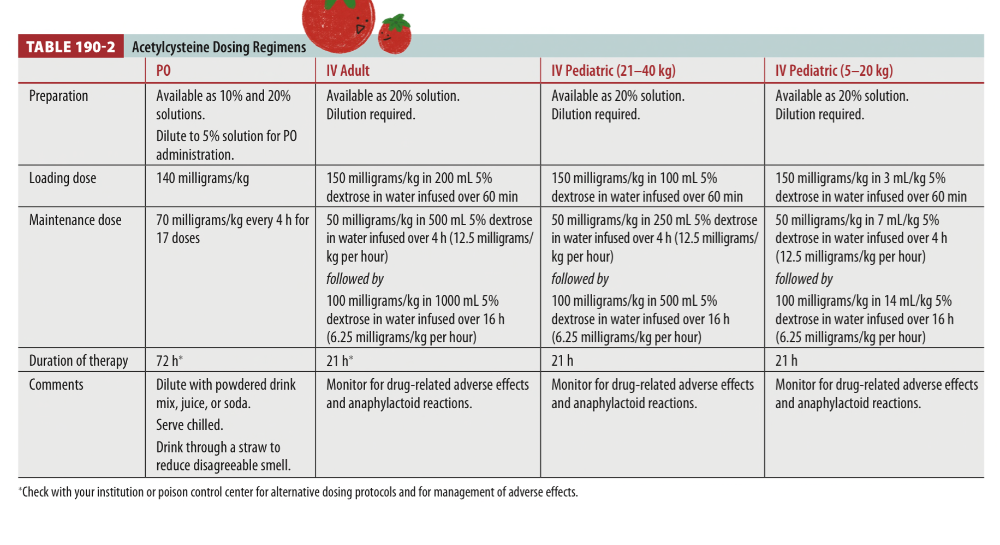 TABLE 190-2 Acetylcysteine Dosing Regimens
PO IV Adult IV Pediatric (21–40 kg) IV Pediatric (5–20 kg)
Preparation
Available as 10% and 20%
solutions.
Dilute to 5% solution for PO
administration.
Available as 20% solution.
Dilution required.
Available as 20% solution.
Dilution required.
Available as 20% solution.
Dilution required.
Loading dose
140 milligrams/kg
150 milligrams/kg in 200 mL 5%
dextrose in water infused over 60 min
150 milligrams/kg in 100 mL 5%
dextrose in water infused over 60 min
150 milligrams/kg in 3 mL/kg 5%
dextrose in water infused over 60 min
Maintenance dose
70 milligrams/kg every 4 h for
17 doses
50 milligrams/kg in 500 mL 5% dextrose
in water infused over 4 h (12.5 milligrams/
kg per hour)
followed by
100 milligrams/kg in 1000 mL 5%
dextrose in water infused over 16 h
(6.25 milligrams/kg per hour)
50 milligrams/kg in 250 mL 5% dextrose
in water infused over 4 h (12.5 milligrams/
kg per hour)
followed by
100 milligrams/kg in 500 mL 5%
dextrose in water infused over 16 h
(6.25 milligrams/kg per hour)
50 milligrams/kg in 7 mL/kg 5%
dextrose in water infused over 4 h
(12.5 milligrams/kg per hour)
followed by
100 milligrams/kg in 14 mL/kg 5%
dextrose in water infused over 16 h
(6.25 milligrams/kg per hour)
Duration of therapy
72 h*
21 h*
21 h
21 h
Comments
Dilute with powdered drink
mix, juice, or soda.
Serve chilled.
Drink through a straw to
reduce disagreeable smell.
Monitor for drug-related adverse effects
and anaphylactoid reactions.
Monitor for drug-related adverse effects
and anaphylactoid reactions.
Monitor for drug-related adverse effects
and anaphylactoid reactions.
*Check with your institution or poison control center for alternative dosing protocols and for management of adverse effects.